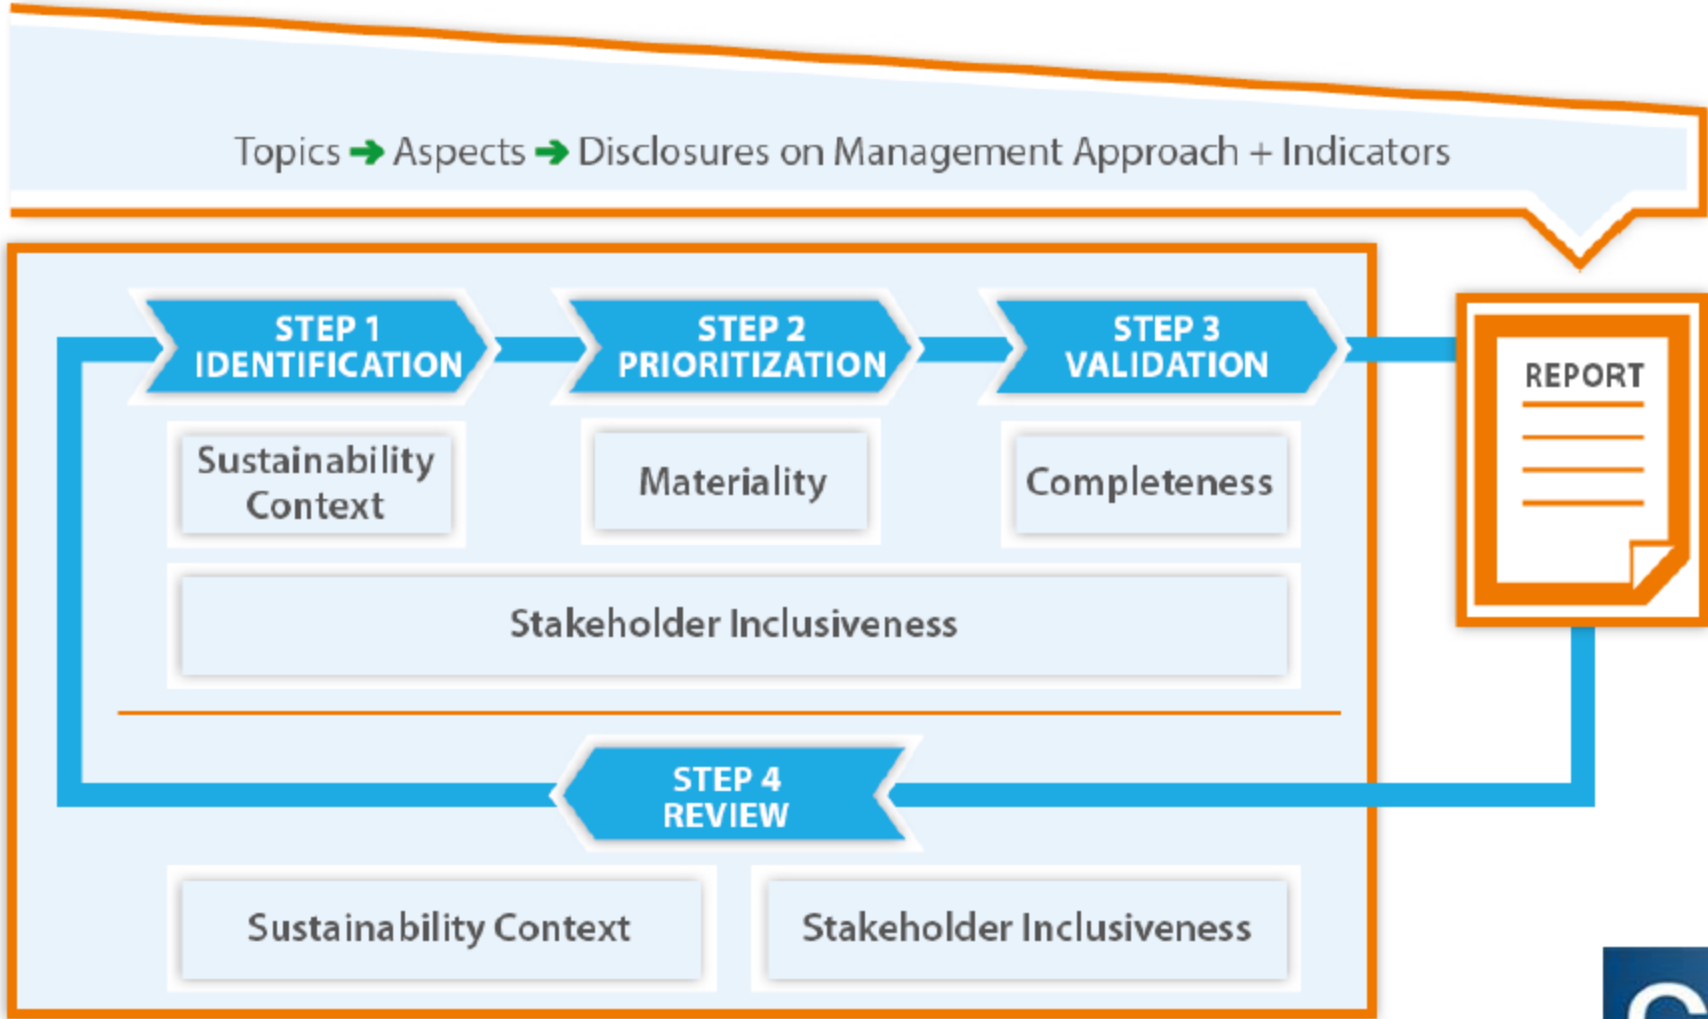 Topics → Aspects → Disclosures on Management Approach + Indicators
STEP 1
IDENTIFICATION
STEP 2
PRIORITIZATION
STEP 3
VALIDATION
REPORT
Sustainability
Context
Materiality
Completeness
Stakeholder Inclusiveness
STEP 4
REVIEW
Sustainability Context
Stakeholder Inclusiveness